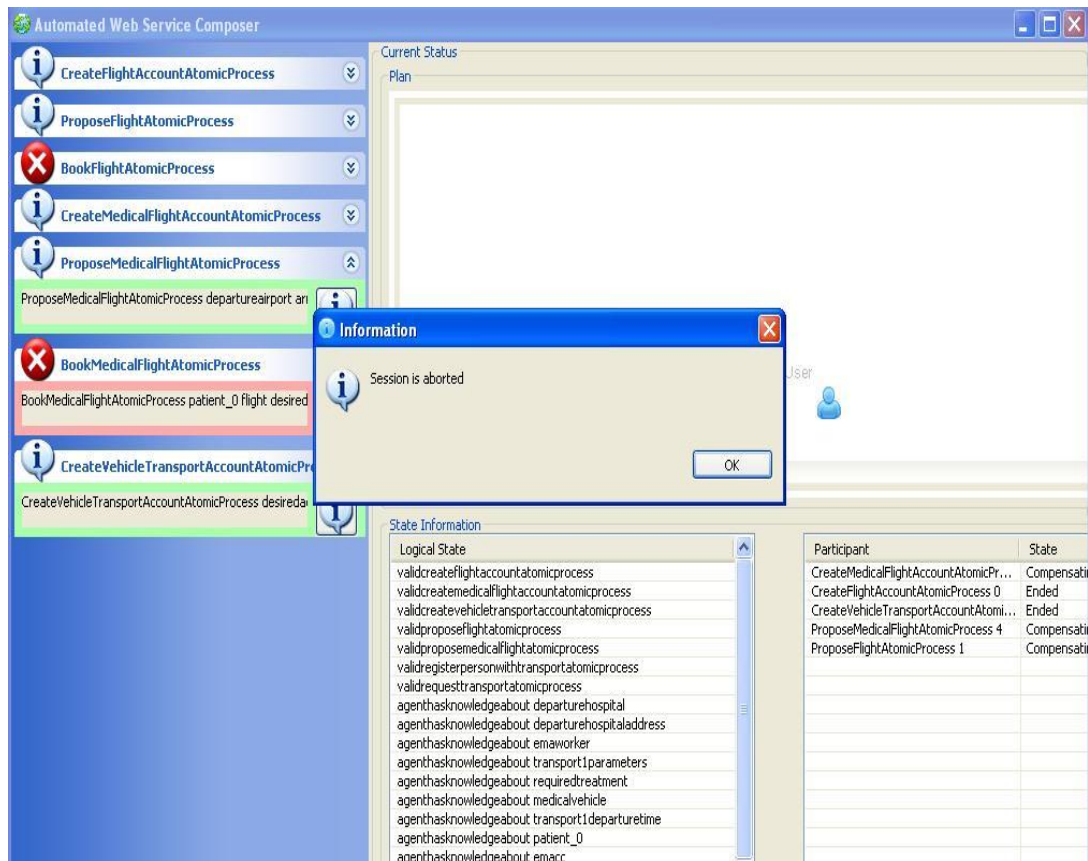 Automated Web Service Composer
CreateFlightAccountAtomicProcess
ProposeFlightAtomicProcess
BookFlightAtomicProcess
CreateMedicalFlightAccountAtomicProcess
ProposeMedicalFlightAtomicProcess
ProposeMedicalFlightAtomicProcess departureairport
BookMedicalFlightAtomicProcess
BookMedicalFlightAtomicProcess patient_0 flight desired
CreateVehicleTransportAccountAtomicPr
CreateVehicleTransportAccountAtomicProcess
Current Status
Plan
User
Information
Session is aborted
OK
State Information
Logical State
validcreateflightaccountatomicprocess
validcreatemedicalflightaccountatomicprocess
validcreatevehicletransportaccountatomicprocess
validproposeflightatomicprocess
validproposemedicalflightatomicprocess
validregisterpersonwithtransportatomicprocess
validrequesttransportatomicprocess
agenthasknowledgeabout departurehospital
agenthasknowledgeabout departurehospitaladdress
agenthasknowledgeabout emaworker
agenthasknowledgeabout transport1parameters
agenthasknowledgeabout requiredtreatment
agenthasknowledgeabout medicalvehicle
agenthasknowledgeabout transport1departuretime
agenthasknowledgeabout patient_0
agenthasknowledgeabout emacc
Participant State
CreateMedicalFlightAccountAtomicPr... Compensatin
CreateFlightAccountAtomicProcess 0 Ended
CreateVehicleTransportAccountAtomi... Ended
ProposeMedicalFlightAtomicProcess 4 Compensatin
ProposeFlightAtomicProcess 1 Compensatin